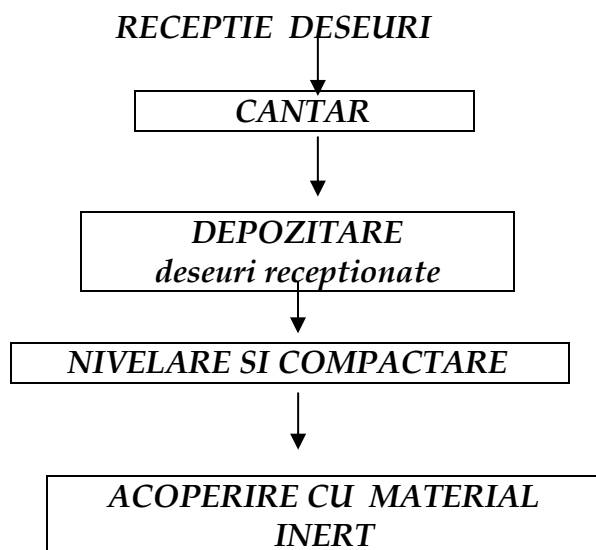 RECEPTIE DESEURI
CANTAR
DEPOZITARE
deseuri receptionate
NIVELARE SI COMPACTARE
ACOPERIRE CU MATERIAL
INERT